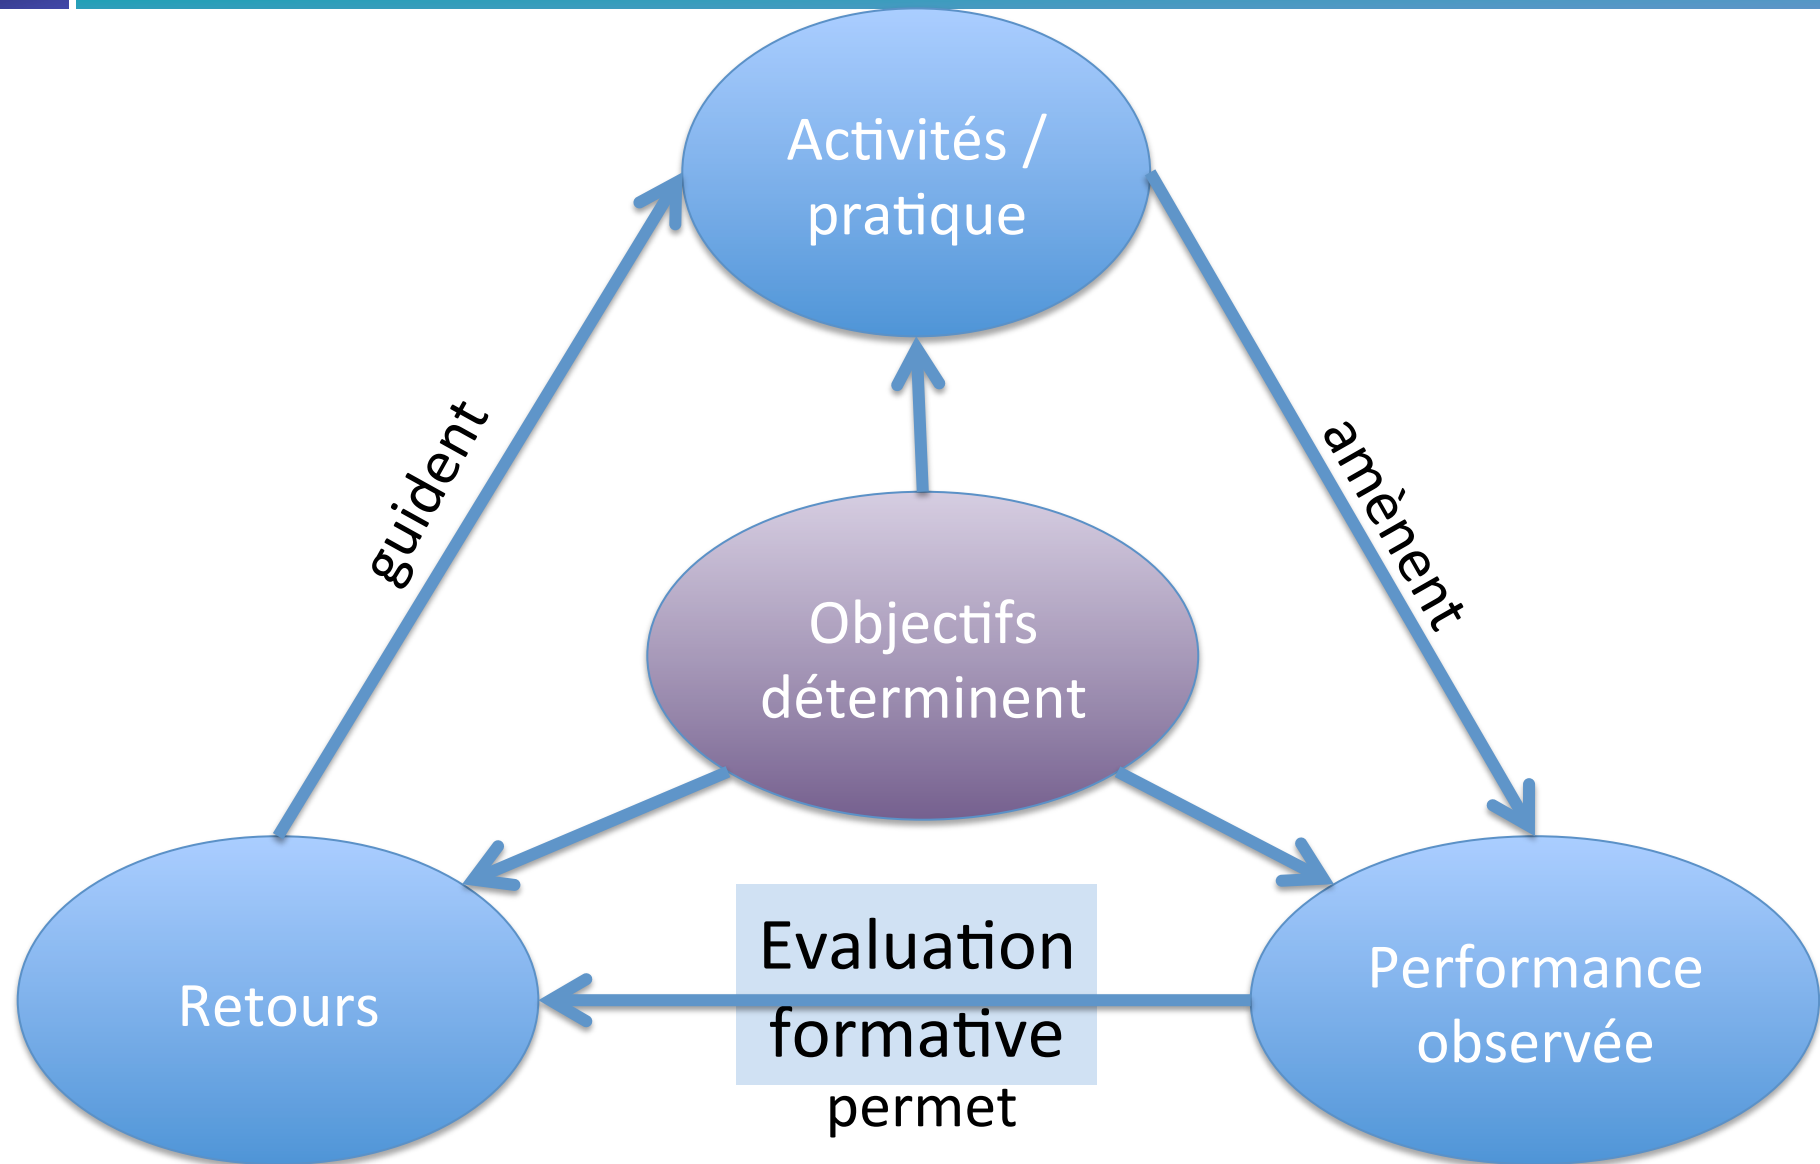 Activités /
pratique
guident
amènent
Objectifs
déterminent
Evaluation
formative
permet
Retours
Performance
observée